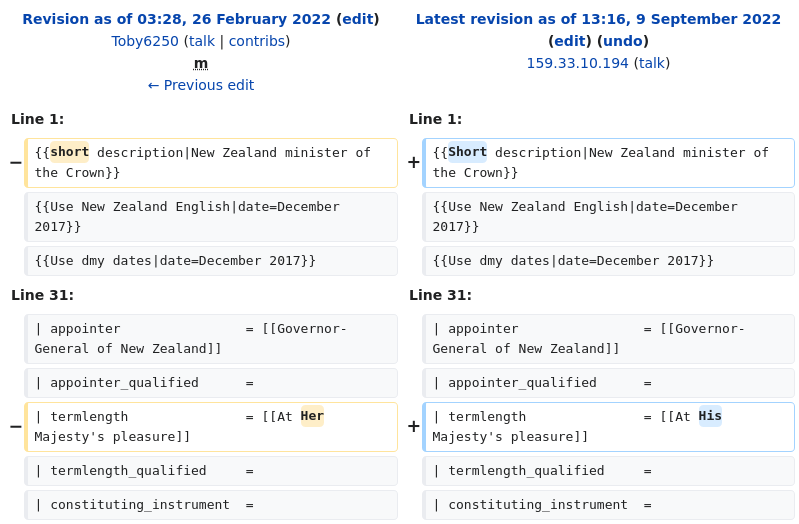 Revision as of 03:28, 26 February 2022 (edit)
Toby6250 (talk | contribs)
m
← Previous edit
Latest revision as of 13:16, 9 September 2022
(edit) (undo)
159.33.10.194 (talk)
Line 1:
Line 1:
− {{short description|New Zealand minister of
the Crown}}
+ {{Short description|New Zealand minister of
the Crown}}
{{Use New Zealand English|date=December
2017}}
{{Use New Zealand English|date=December
2017}}
{{Use dmy dates|date=December 2017}}
{{Use dmy dates|date=December 2017}}
Line 31:
Line 31:
| appointer                = [[Governor-
General of New Zealand]]
| appointer                = [[Governor-
General of New Zealand]]
| appointer_qualified      =
| appointer_qualified      =
− | termlength               = [[At Her
Majesty's pleasure]]
+ | termlength               = [[At His
Majesty's pleasure]]
| termlength_qualified     =
| termlength_qualified     =
| constituting_instrument  =
| constituting_instrument  =